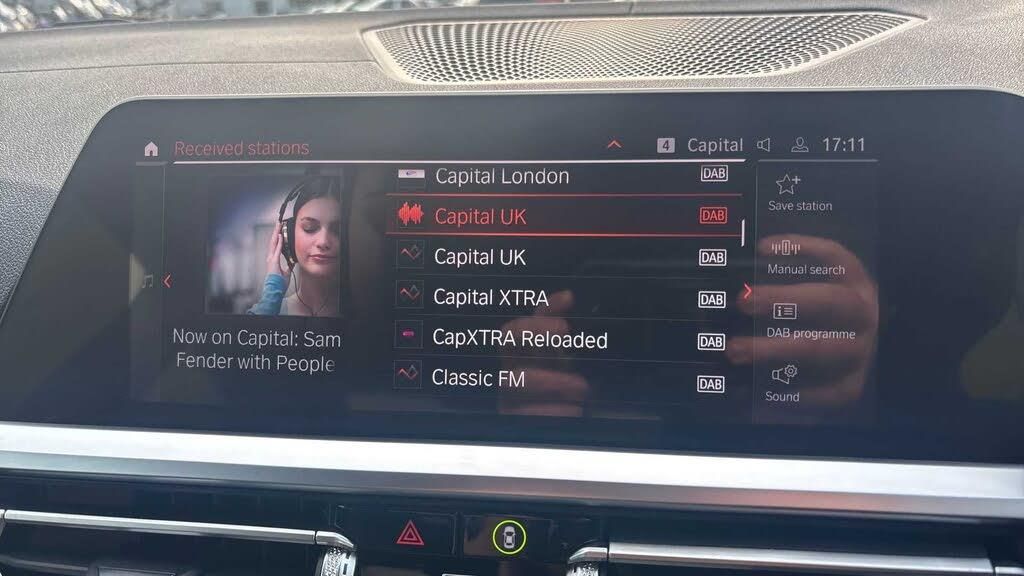 Received stations
4 Capital 17:11
Capital London DAB
Capital UK DAB
Capital UK DAB
Capital XTRA DAB
CapXTRA Reloaded DAB
Classic FM DAB
Now on Capital: Sam
Fender with People
Save station
Manual search
DAB programme
Sound